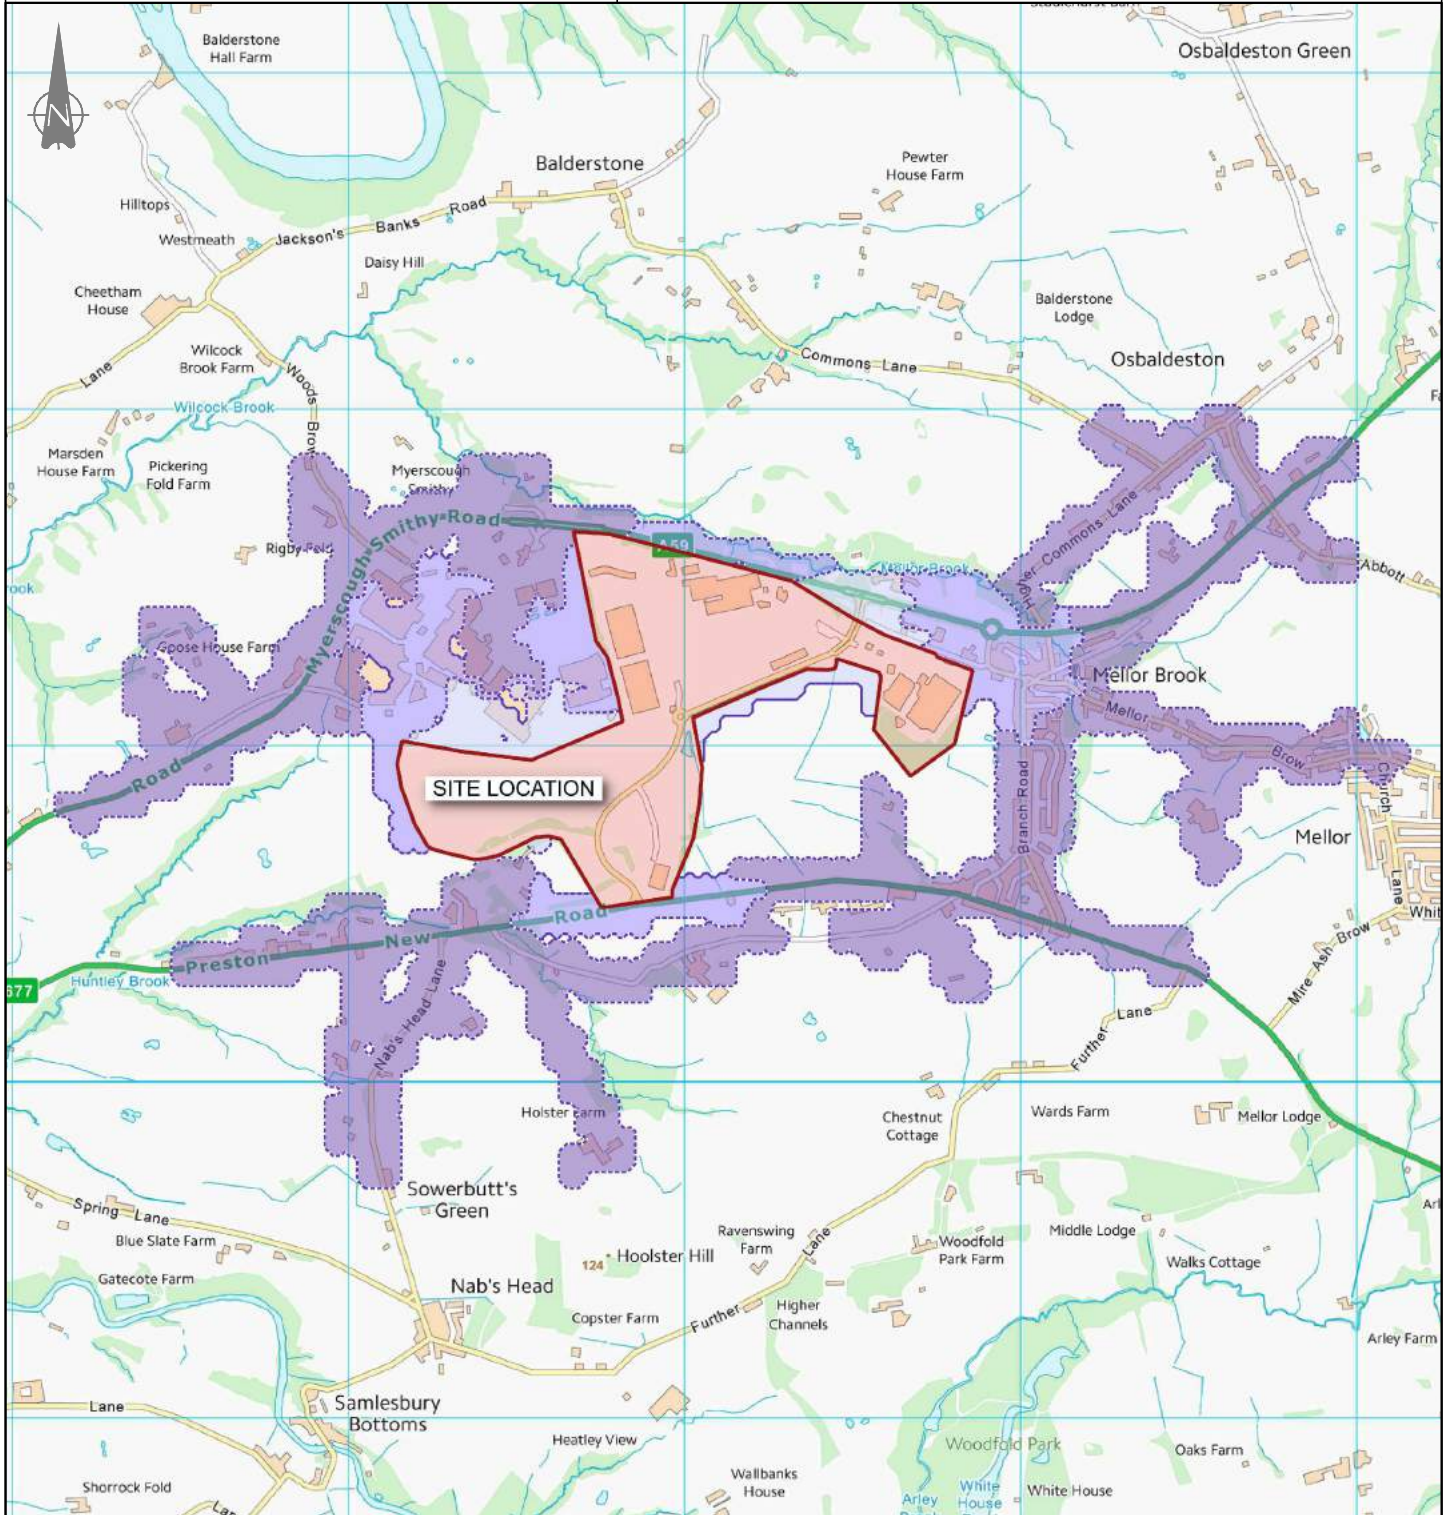 Balderstone
Hall Farm
Osbaldeston Green
N
Balderstone
Pewter
House Farm
Hilltops
Westmeath
Jackson's Banks Road
Daisy Hill
Cheetham
House
Balderstone
Lodge
Wilcock
Brook Farm
Lane
Woods Brow
Commons Lane
Osbaldeston
Wilcock Brook
Marsden
House Farm
Pickering
Fold Farm
Myerscough
Smithy
Myerscough Smithy Road
Rigby Fold
A59
Mellor Brook
Commons Lane
Abbott
Goose House Farm
Mellor Brook
Mellor Brow
Road
SITE LOCATION
Branch Road
Church Lane
Mellor
Preston New Road
Whit
677
Huntley Brook
Nab's Head Lane
Mire Ash Brow
Further Lane
Holster Farm
Chestnut
Cottage
Wards Farm
Mellor Lodge
Sowerbutt's
Green
Spring Lane
Blue Slate Farm
Gatecote Farm
124
Hoolster Hill
Ravenswing
Farm
Woodfold
Park Farm
Middle Lodge
Walks Cottage
Nab's Head
Copster Farm
Further Lane
Higher
Channels
Arley Farm
Lane
Samlesbury
Bottoms
Heatley View
Woodfold Park
Oaks Farm
Shorrock Fold
Wallbanks
House
Arley
White
House
White House